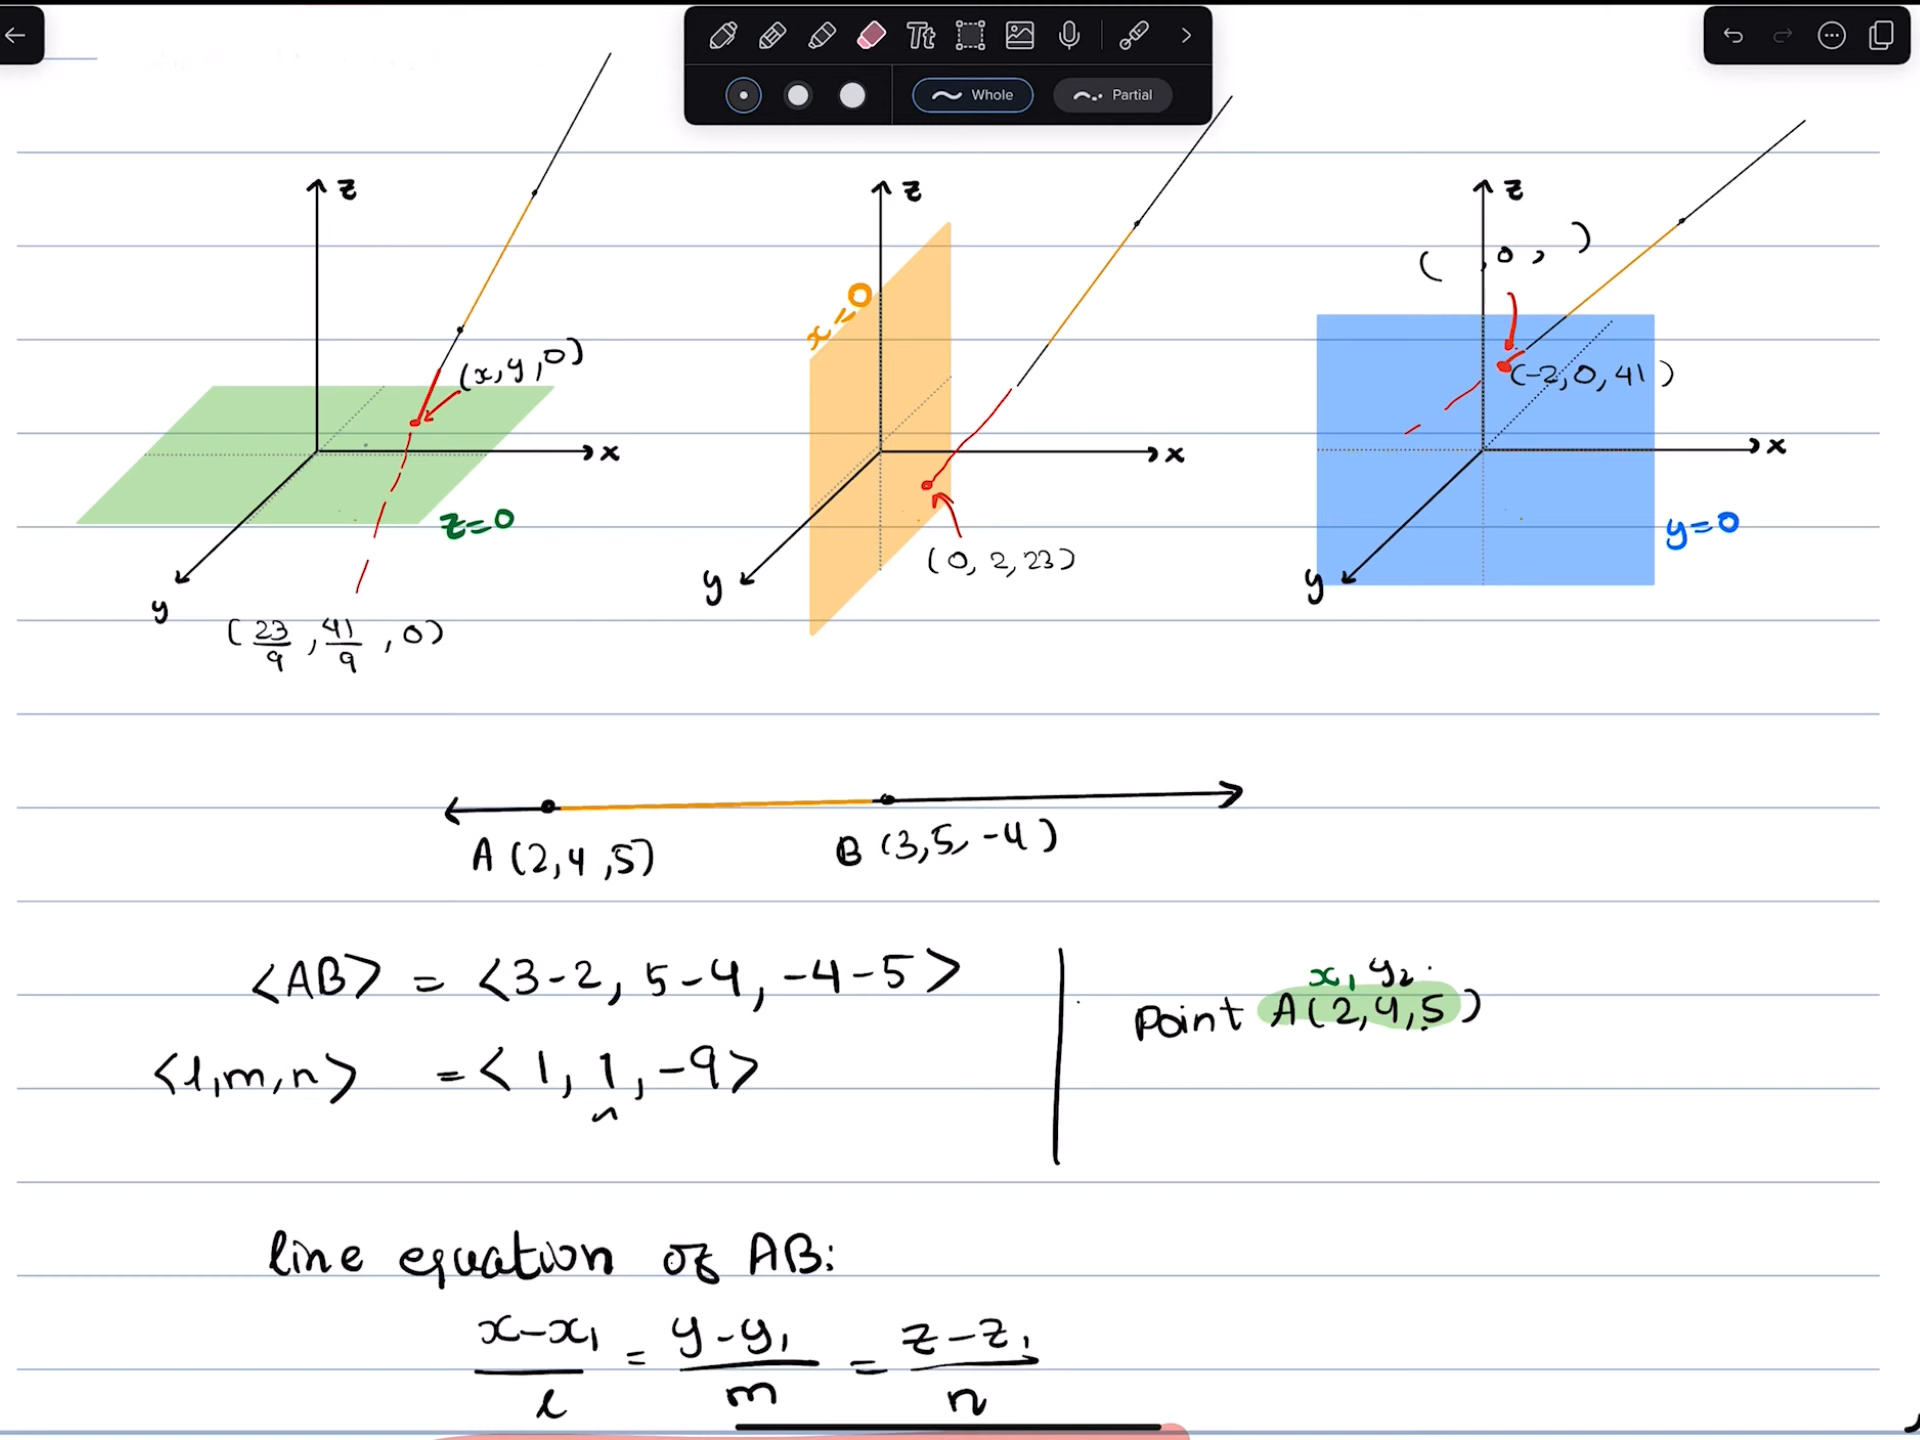 Tt
Whole
Partial
z
(x, y, 0)
x
z=0
y
(23/9, 41/9, 0)
z
x=0
x
y
(0, 2, 23)
z
( , 0, )
(-2, 0, 41)
x
y=0
y
A (2, 4, 5)
B (3, 5, -4)
<AB> = <3-2, 5-4, -4-5>
<l, m, n> = <1, 1, -9>
x₁ y₂
Point A(2,4,5)
line equation of AB:
x-x₁/l = y-y₁/m = z-z₁/n